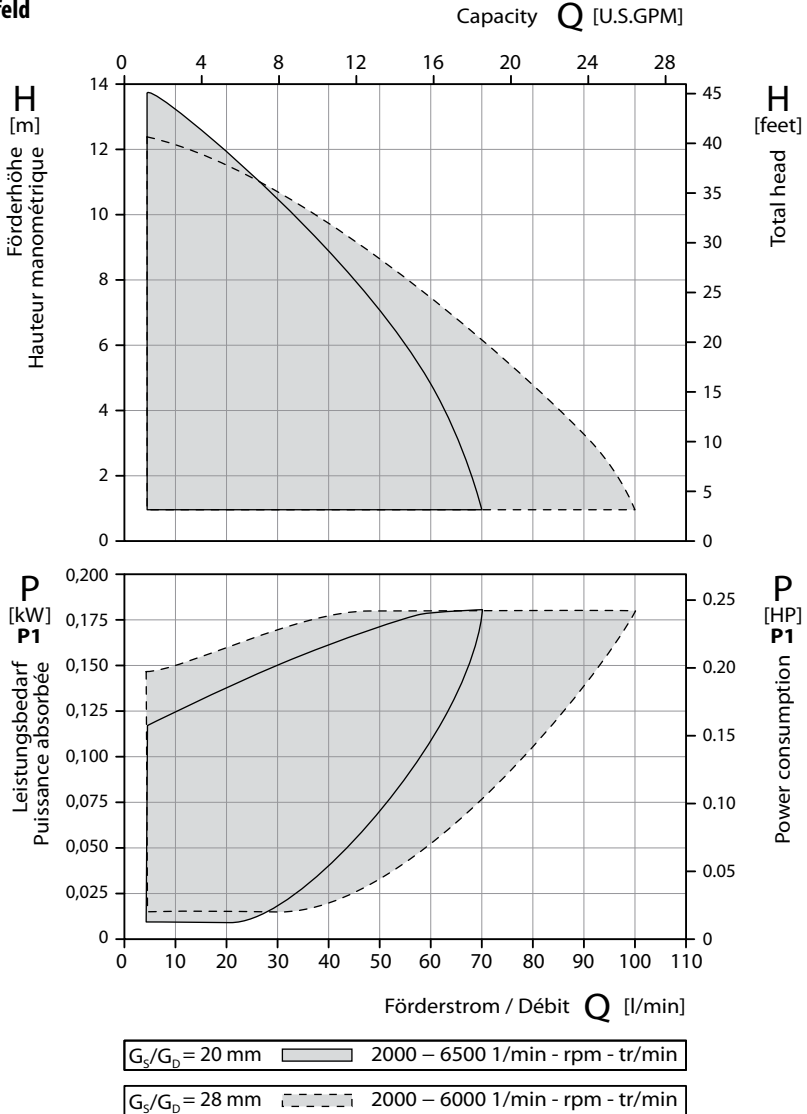 feld
Capacity Q [U.S.GPM]
0 4 8 12 16 20 24 28
H
[m]
Förderhöhe
Hauteur manométrique
14
12
10
8
6
4
2
0
H
[feet]
Total head
45
40
35
30
25
20
15
10
5
0
P
[kW]
P1
Leistungsbedarf
Puissance absorbée
0,200
0,175
0,150
0,125
0,100
0,075
0,050
0,025
0
P
[HP]
P1
Power consumption
0.25
0.20
0.15
0.10
0.05
0
0 10 20 30 40 50 60 70 80 90 100 110
Förderstrom / Débit Q [l/min]
GS/GD = 20 mm 2000 – 6500 1/min - rpm - tr/min
GS/GD = 28 mm 2000 – 6000 1/min - rpm - tr/min